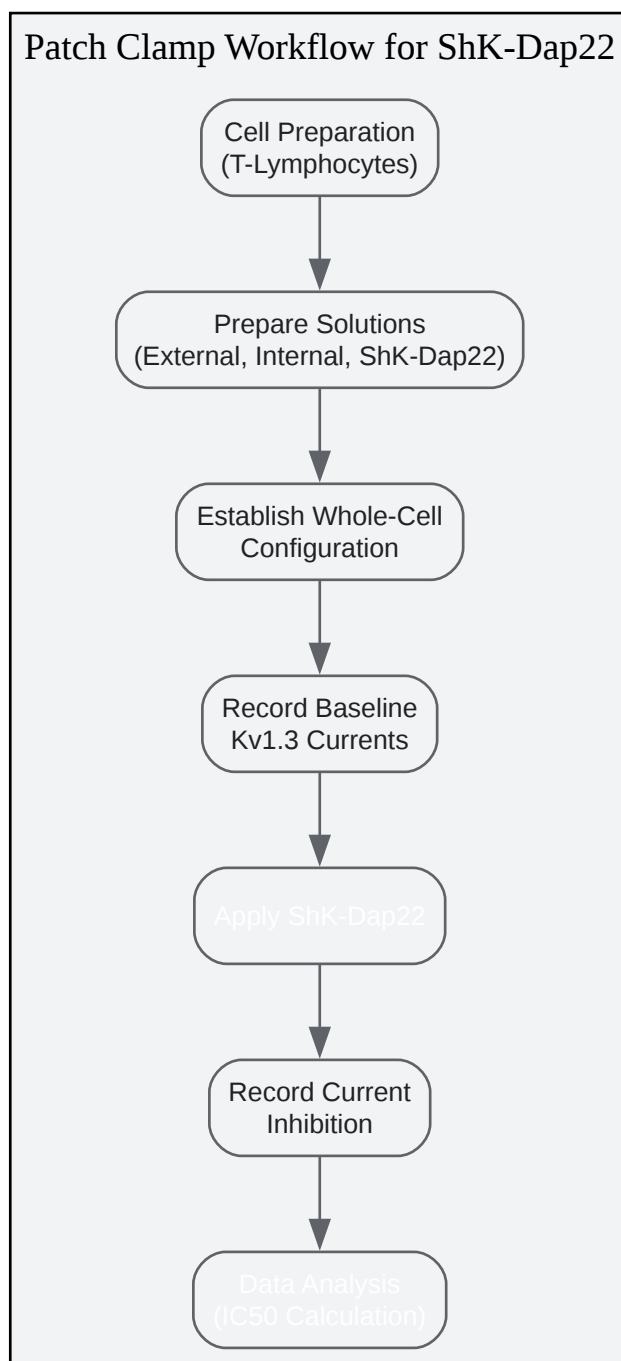 Patch Clamp Workflow for ShK-Dap22
Cell Preparation
(T-Lymphocytes)
Prepare Solutions
(External, Internal, ShK-Dap22)
Establish Whole-Cell
Configuration
Record Baseline
Kv1.3 Currents
Apply ShK-Dap22
Record Current
Inhibition
Data Analysis
(IC50 Calculation)